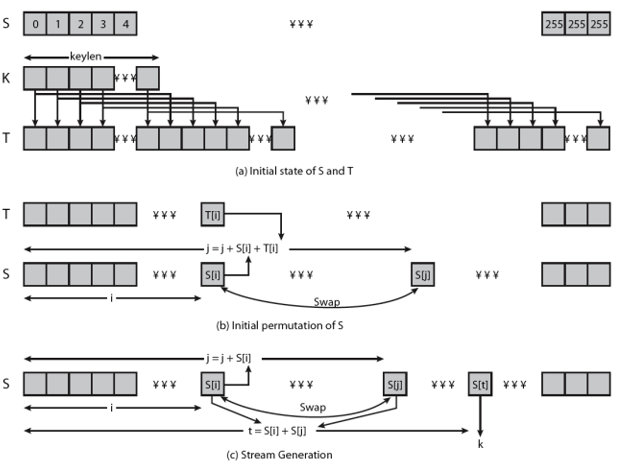 S 0 1 2 3 4 ¥ ¥ ¥ 255 255 255
keylen
K ¥ ¥ ¥
¥ ¥ ¥
T ¥ ¥ ¥ ¥ ¥ ¥ ¥ ¥ ¥ ¥ ¥ ¥
(a) Initial state of S and T
T ¥ ¥ ¥ T[i] ¥ ¥ ¥
j = j + S[i] + T[i]
S ¥ ¥ ¥ S[i] ¥ ¥ ¥ S[j] ¥ ¥ ¥
i Swap
(b) Initial permutation of S
j = j + S[i]
S ¥ ¥ ¥ S[i] ¥ ¥ ¥ S[j] ¥ ¥ ¥ S[t] ¥ ¥ ¥
i Swap
t = S[i] + S[j]
k
(c) Stream Generation